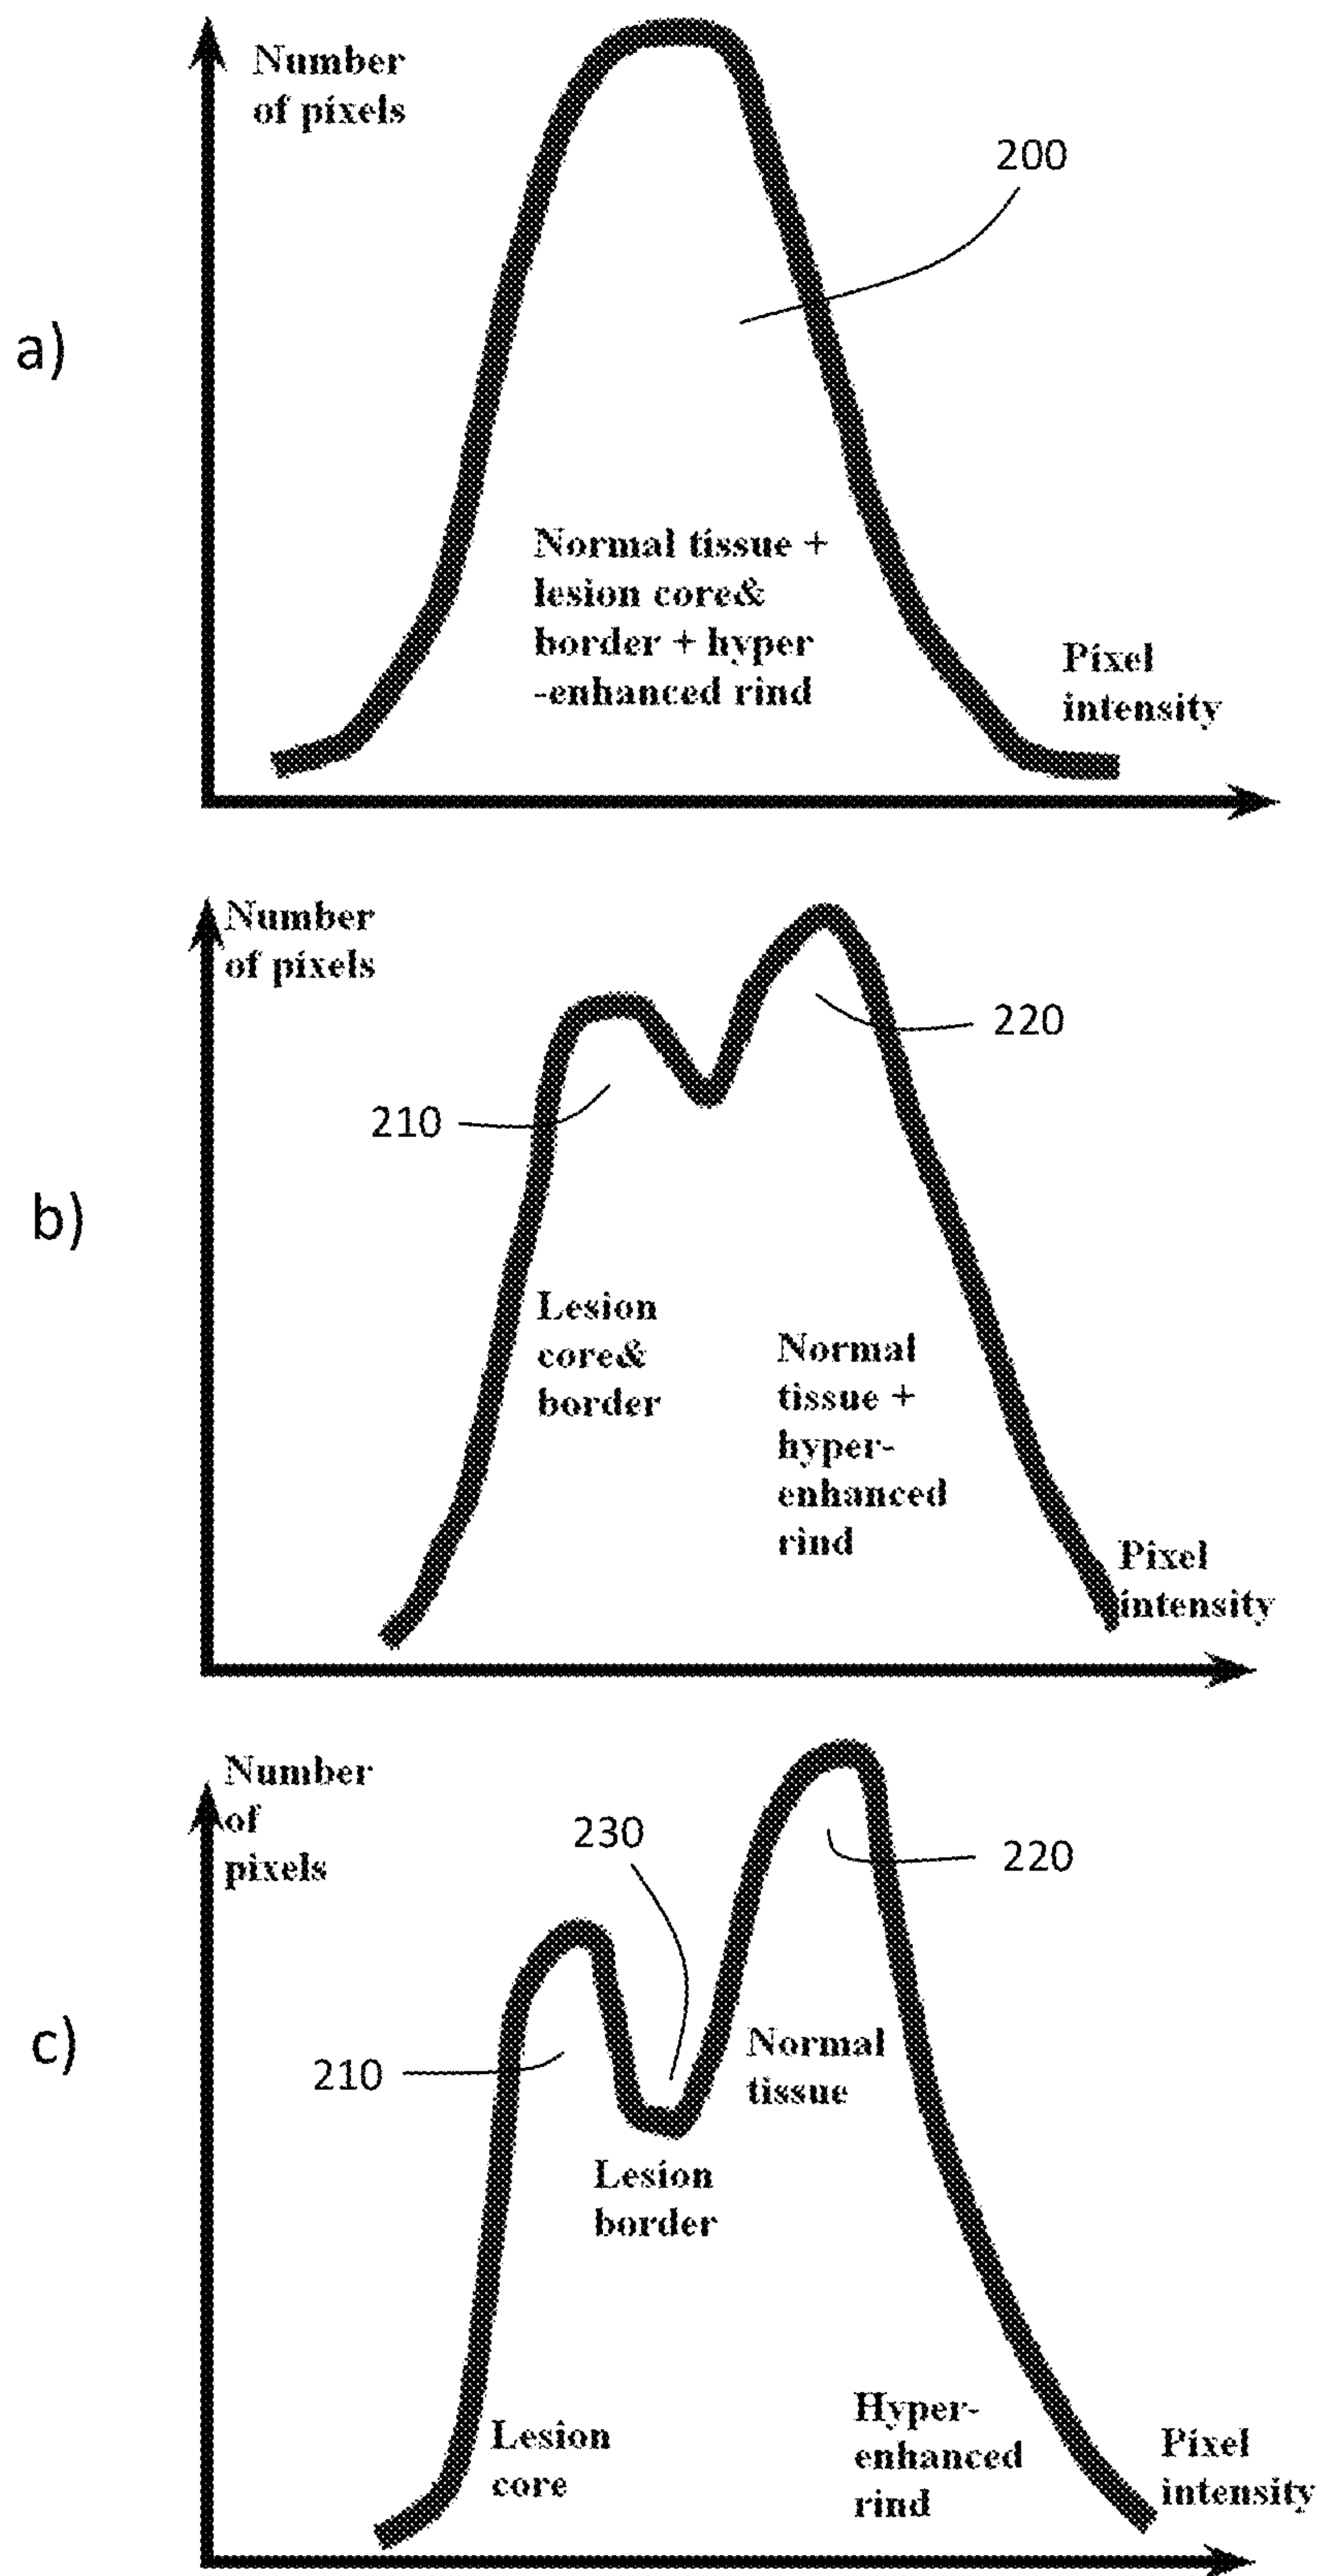 a)
Number
of pixels
200
Normal tissue +
lesion core&
border + hyper
-enhanced rind
Pixel
intensity
b)
Number
of pixels
220
210
Lesion
core&
border
Normal
tissue +
hyper-
enhanced
rind
Pixel
intensity
c)
Number
of
pixels
230
220
210
Normal
tissue
Lesion
border
Lesion
core
Hyper-
enhanced
rind
Pixel
intensity